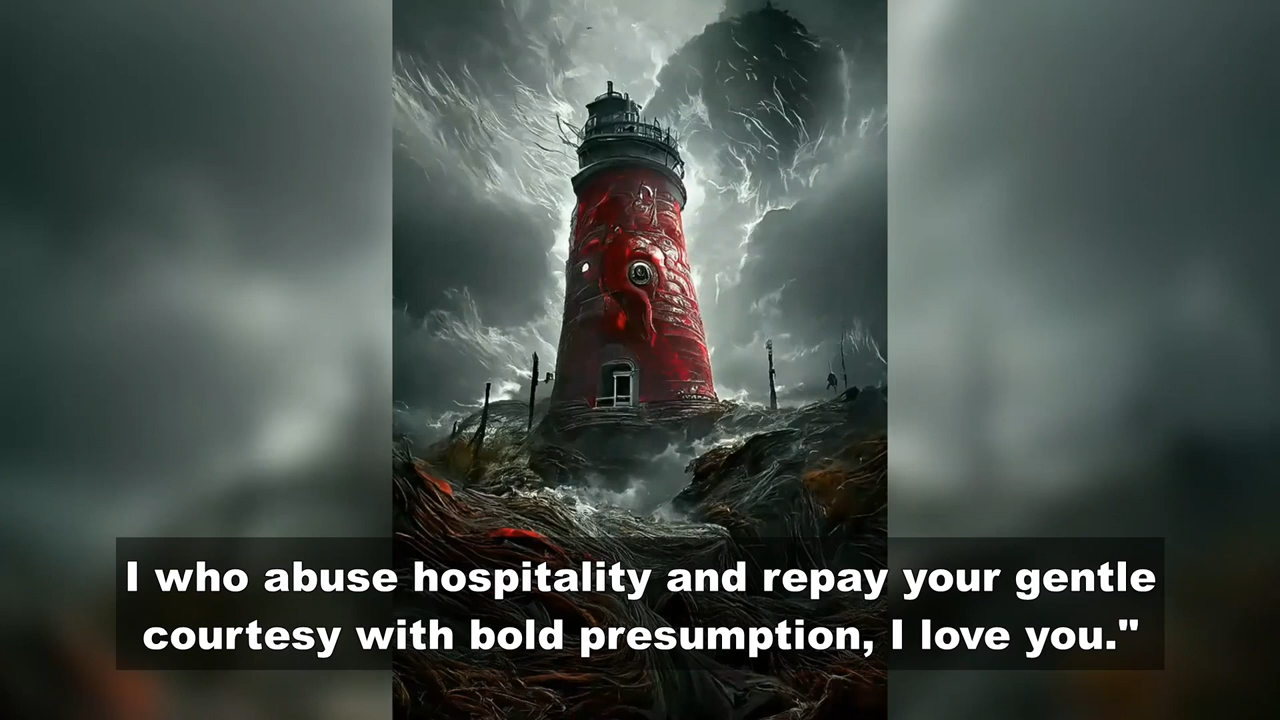 I who abuse hospitality and repay your gentle
courtesy with bold presumption, I love you."